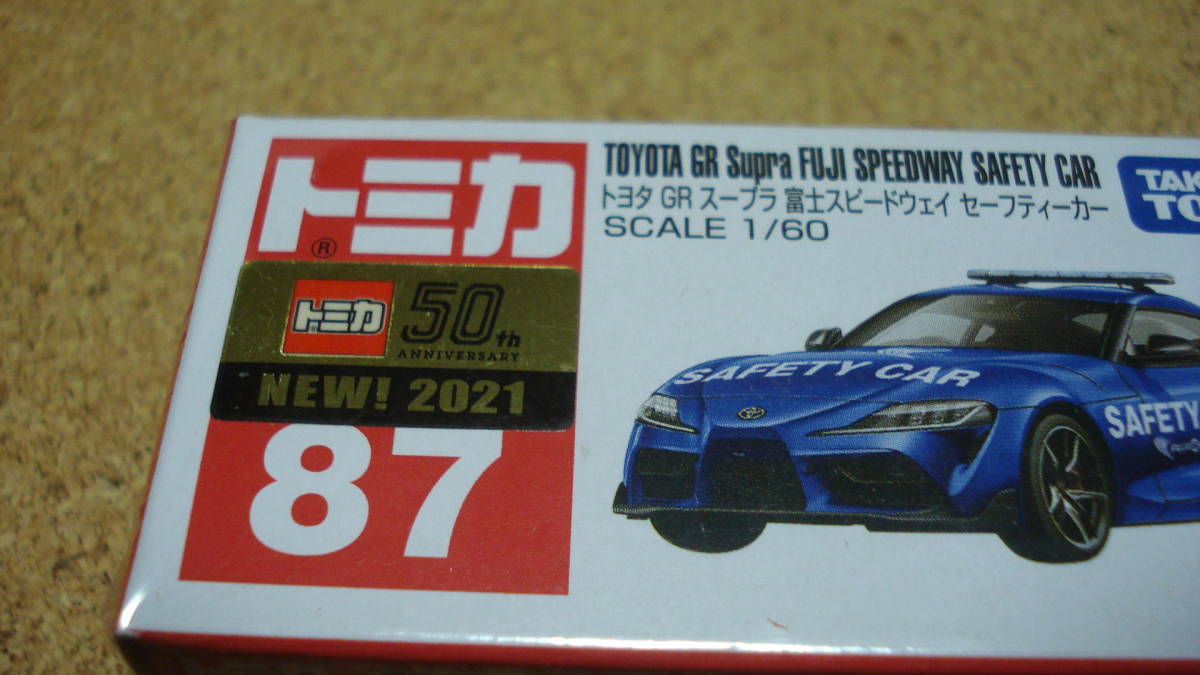 トミカ
®
トミカ
®
50th
ANNIVERSARY
NEW! 2021
87
TOYOTA GR Supra FUJI SPEEDWAY SAFETY CAR
トヨタ GR スープラ 富士スピードウェイ セーフティーカー
SCALE 1/60
SAFETY CAR
SAFETY